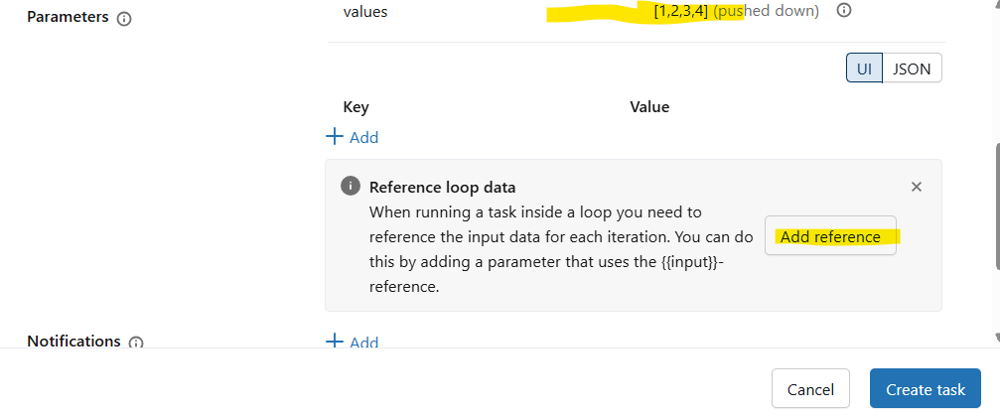 Parameters
values [1,2,3,4] (pushed down)
UI JSON
Key Value
+ Add
Reference loop data
When running a task inside a loop you need to
reference the input data for each iteration. You can do
this by adding a parameter that uses the {{input}}-
reference.
Add reference
Notifications
+ Add
Cancel Create task